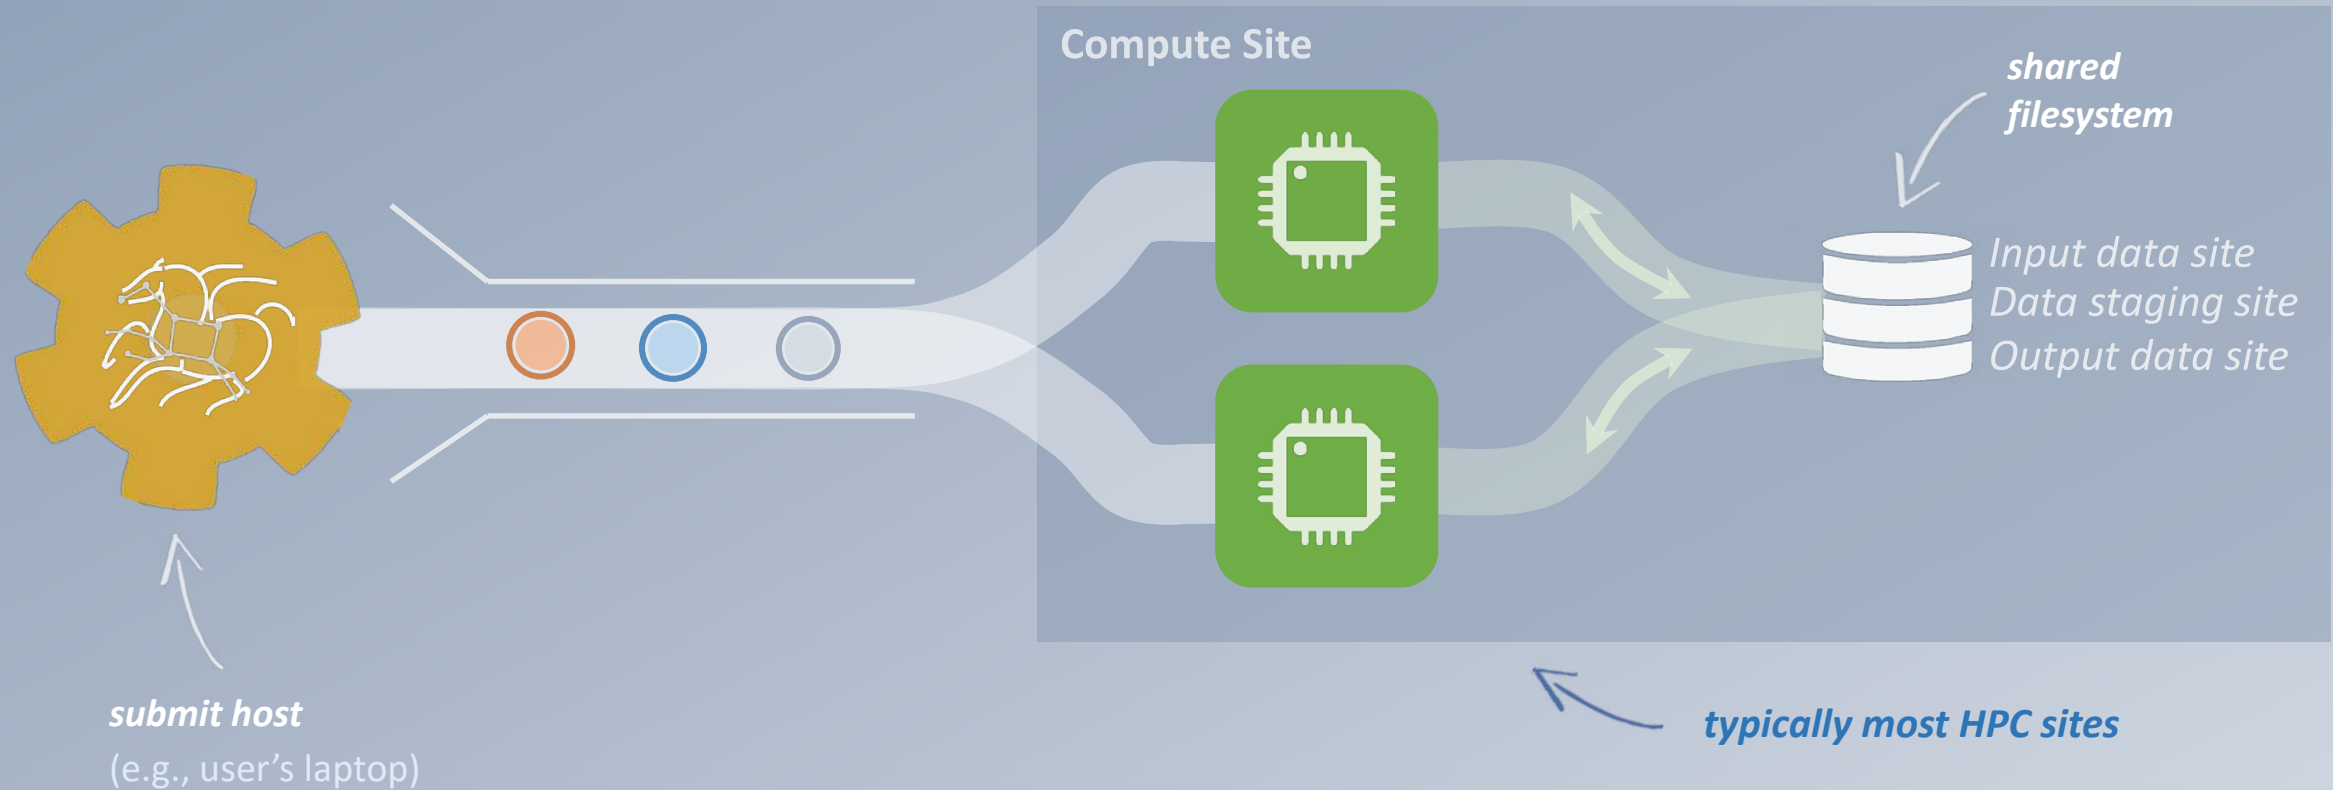 Compute Site
shared
filesystem
Input data site
Data staging site
Output data site
submit host
(e.g., user’s laptop)
typically most HPC sites